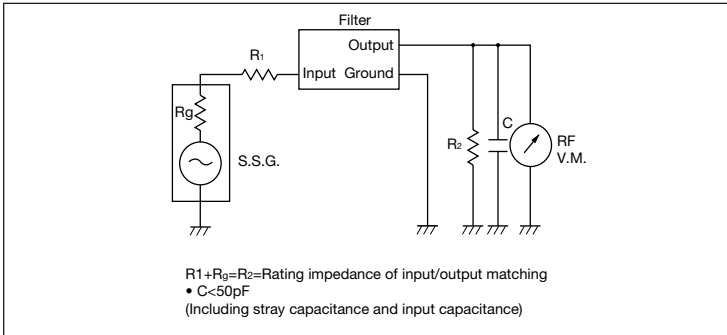 Filter
Output
R1
Input Ground
Rg
C
R2
RF
V.M.
S.S.G.
R1+Rg=R2=Rating impedance of input/output matching
• C<50pF
(Including stray capacitance and input capacitance)